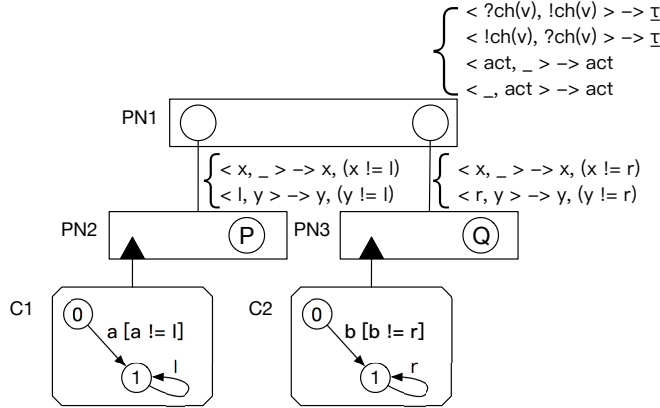 < ?ch(v), !ch(v) > –> τ
< !ch(v), ?ch(v) > –> τ
< act, _ > –> act
< _, act > –> act
PN1
< x, _ > –> x, (x != l)
< l, y > –> y, (y != l)
< x, _ > –> x, (x != r)
< r, y > –> y, (y != r)
PN2
P
PN3
Q
C1
0
a [a != l]
1
l
C2
0
b [b != r]
1
r